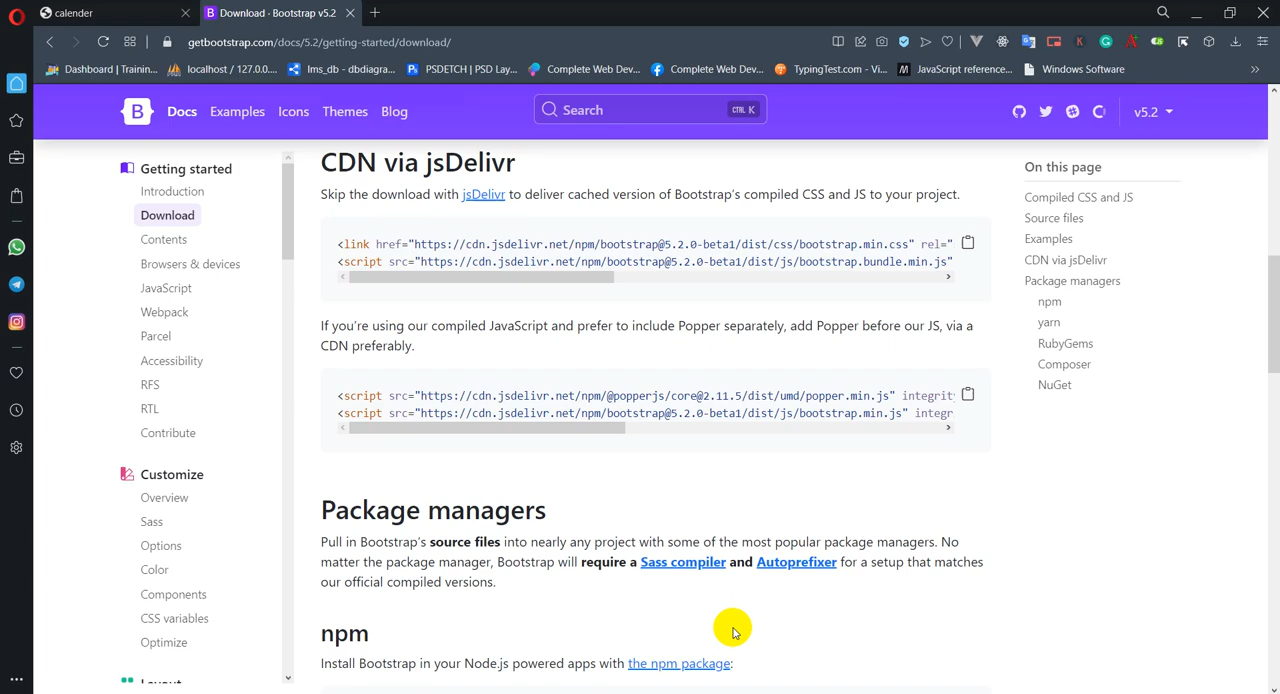 calender
Download · Bootstrap v5.2
getbootstrap.com/docs/5.2/getting-started/download/
Dashboard | Trainin...
localhost / 127.0.0....
lms_db - dbdiagra...
PSDETCH | PSD Lay...
Complete Web Dev...
Complete Web Dev...
TypingTest.com - Vi...
JavaScript reference...
Windows Software
B
Docs
Examples
Icons
Themes
Blog
Search
CTRL K
v5.2
Getting started
Introduction
Download
Contents
Browsers & devices
JavaScript
Webpack
Parcel
Accessibility
RFS
RTL
Contribute
Customize
Overview
Sass
Options
Color
Components
CSS variables
Optimize
CDN via jsDelivr
Skip the download with jsDelivr to deliver cached version of Bootstrap's compiled CSS and JS to your project.
<link href="https://cdn.jsdelivr.net/npm/bootstrap@5.2.0-beta1/dist/css/bootstrap.min.css" rel="
<script src="https://cdn.jsdelivr.net/npm/bootstrap@5.2.0-beta1/dist/js/bootstrap.bundle.min.js"
If you're using our compiled JavaScript and prefer to include Popper separately, add Popper before our JS, via a
CDN preferably.
<script src="https://cdn.jsdelivr.net/npm/@popperjs/core@2.11.5/dist/umd/popper.min.js" integrity
<script src="https://cdn.jsdelivr.net/npm/bootstrap@5.2.0-beta1/dist/js/bootstrap.min.js" integr
Package managers
Pull in Bootstrap's source files into nearly any project with some of the most popular package managers. No
matter the package manager, Bootstrap will require a Sass compiler and Autoprefixer for a setup that matches
our official compiled versions.
npm
Install Bootstrap in your Node.js powered apps with the npm package:
On this page
Compiled CSS and JS
Source files
Examples
CDN via jsDelivr
Package managers
npm
yarn
RubyGems
Composer
NuGet